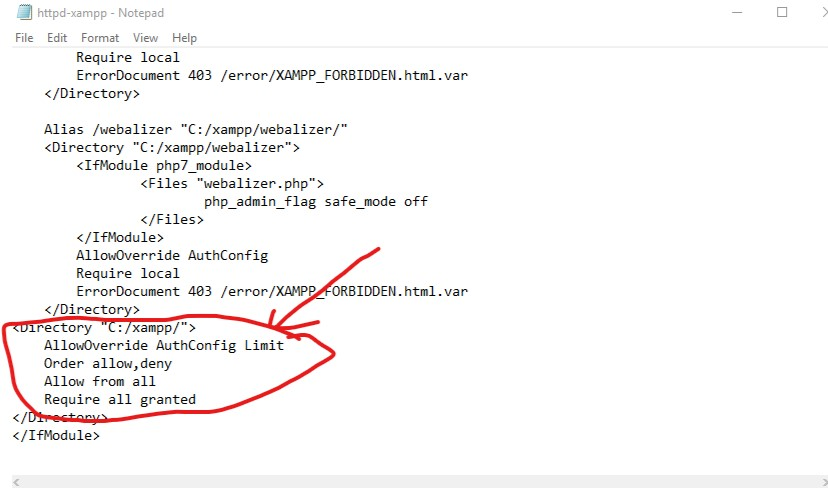 httpd-xampp - Notepad
File Edit Format View Help
Require local
ErrorDocument 403 /error/XAMPP_FORBIDDEN.html.var
</Directory>
Alias /webalizer "C:/xampp/webalizer/"
<Directory "C:/xampp/webalizer">
<IfModule php7_module>
<Files "webalizer.php">
php_admin_flag safe_mode off
</Files>
</IfModule>
AllowOverride AuthConfig
Require local
ErrorDocument 403 /error/XAMPP_FORBIDDEN.html.var
</Directory>
<Directory "C:/xampp/">
AllowOverride AuthConfig Limit
Order allow,deny
Allow from all
Require all granted
</Directory>
</IfModule>